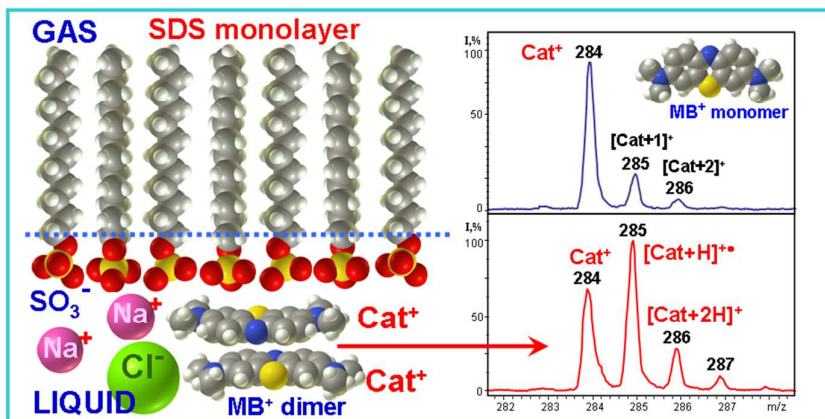 GAS
SDS monolayer
SO₃⁻
Na⁺
Na⁺
Cl⁻
LIQUID
MB⁺ dimer
Cat⁺
Cat⁺
I,%
100
50
0
Cat⁺
284
[Cat+1]⁺
285
[Cat+2]⁺
286
MB⁺ monomer
I,%
100
50
0
Cat⁺
284
285
[Cat+H]⁺•
[Cat+2H]⁺
286
287
282 283 284 285 286 287 m/z